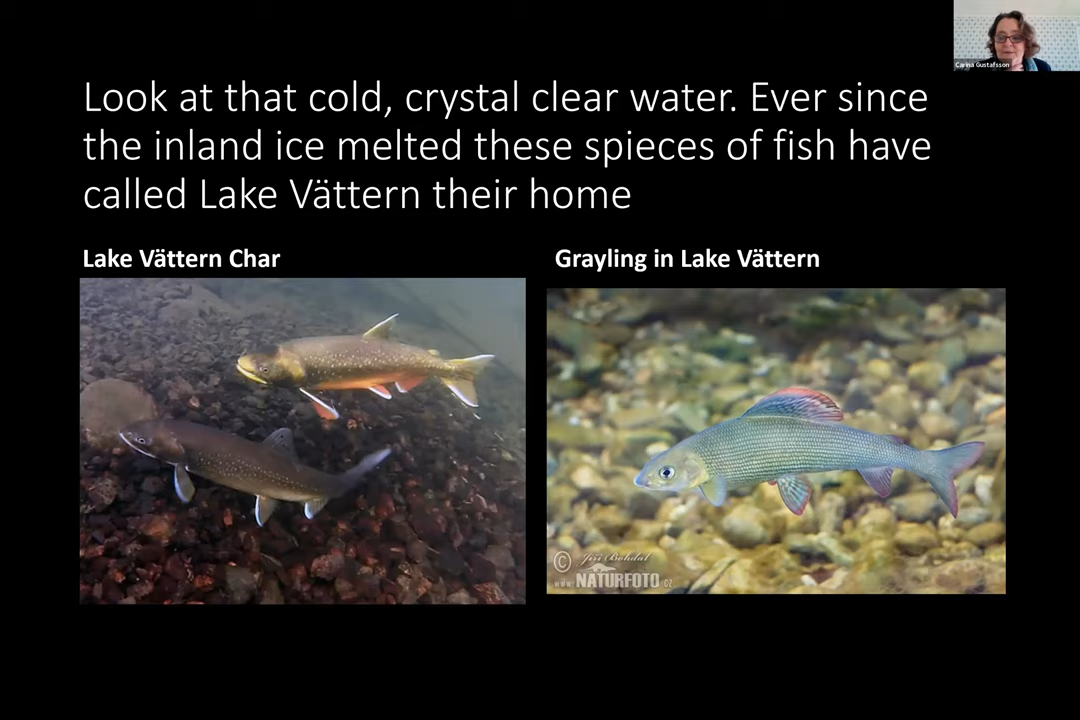 Carina Gustafsson
Look at that cold, crystal clear water. Ever since
the inland ice melted these spieces of fish have
called Lake Vättern their home
Lake Vättern Char
Grayling in Lake Vättern
© Jiří Bohdal
www.NATURFOTO.cz